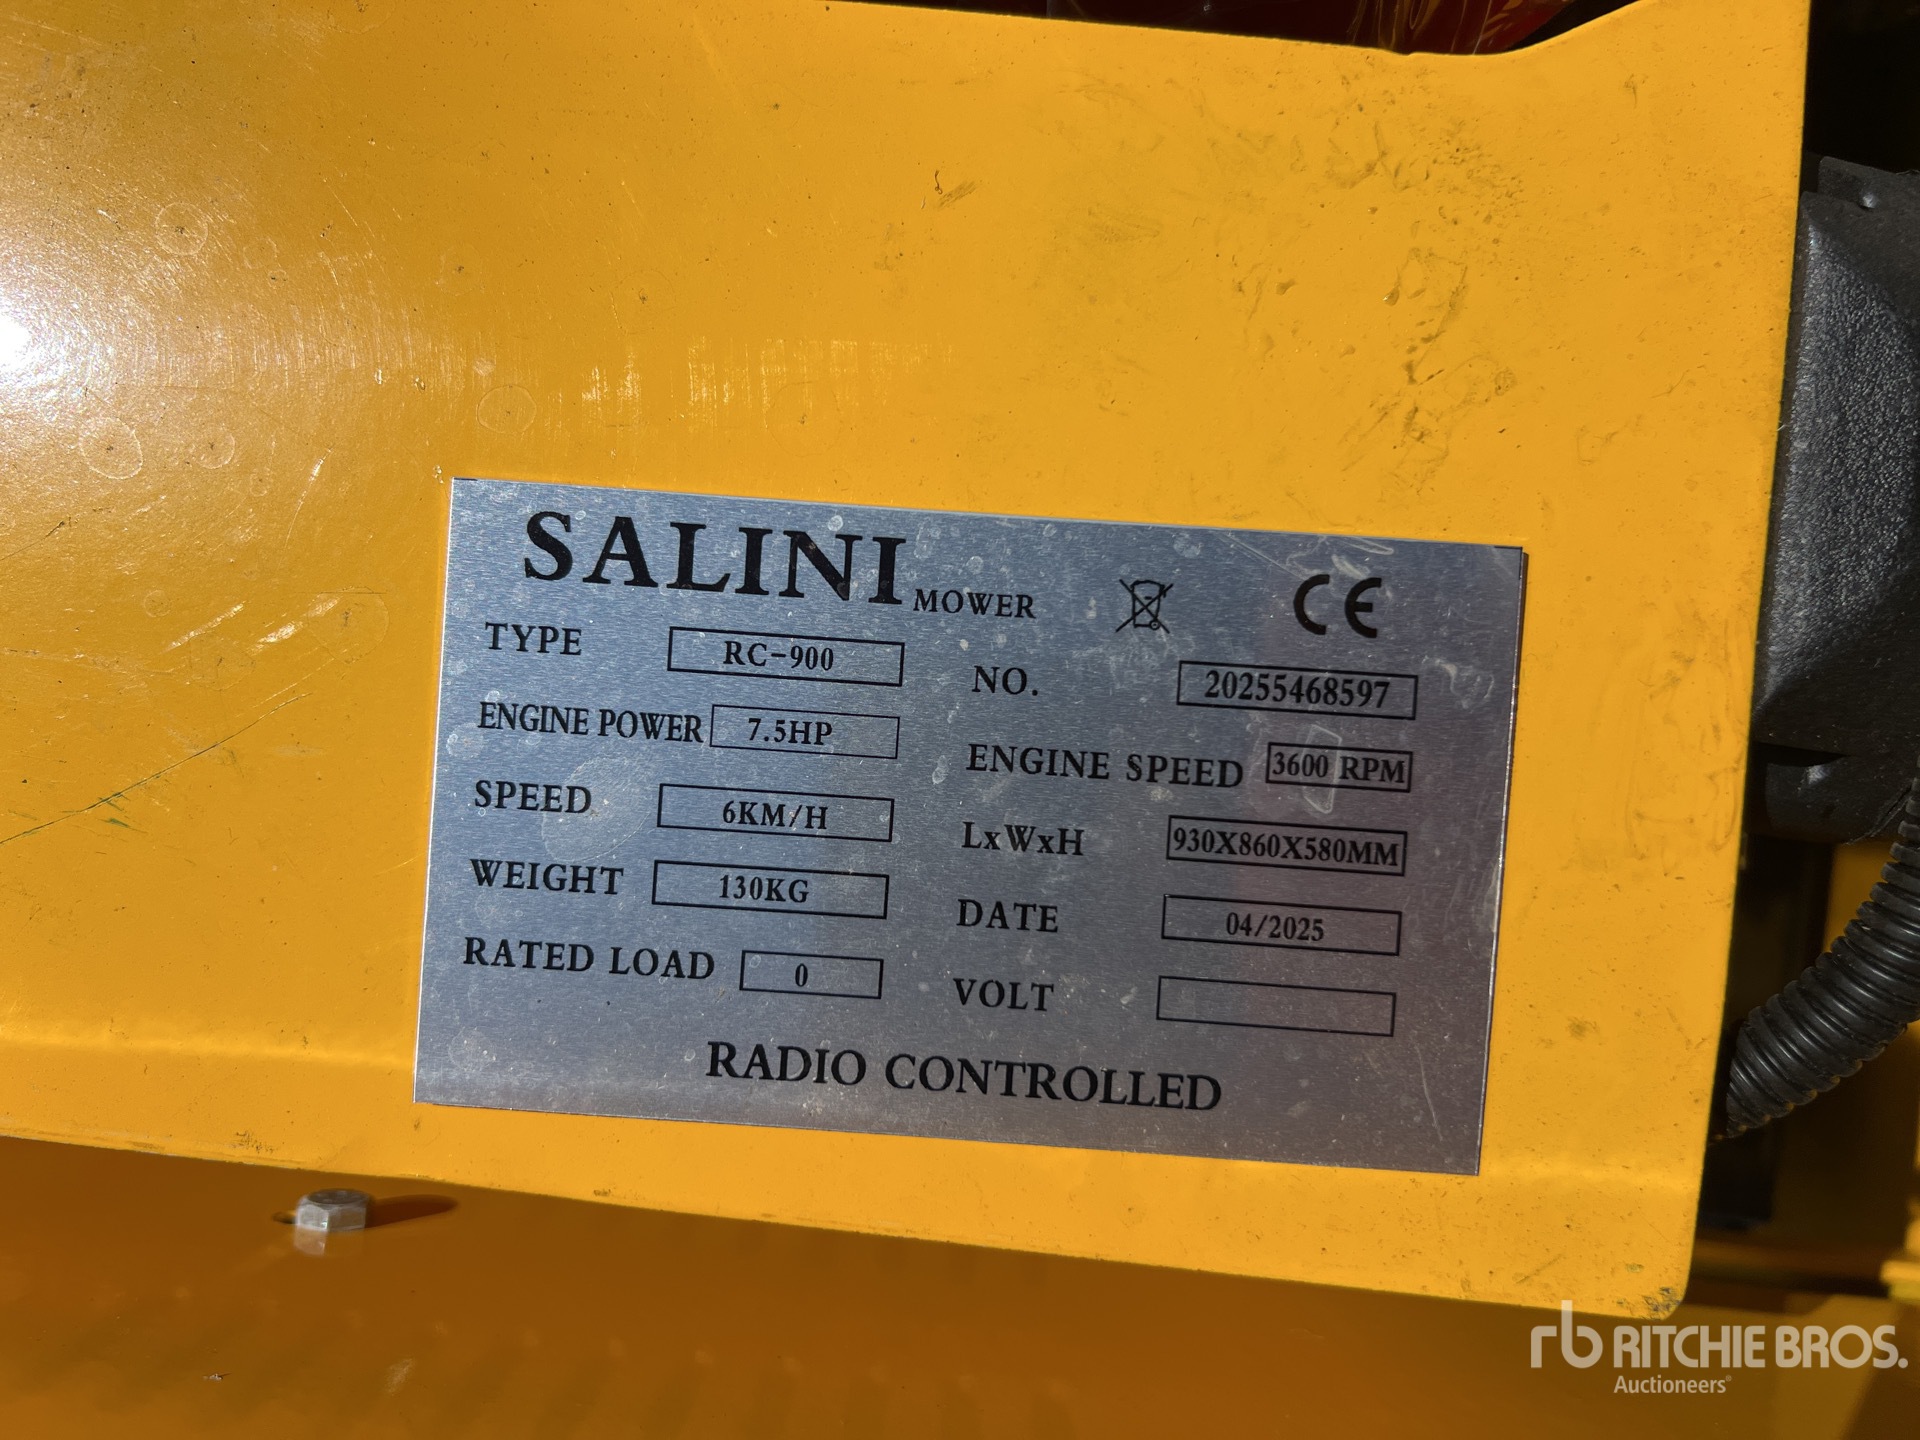 SALINI MOWER CE
TYPE RC-900 NO. 20255468597
ENGINE POWER 7.5HP ENGINE SPEED 3600 RPM
SPEED 6KM/H LxWxH 930X860X580MM
WEIGHT 130KG DATE 04/2025
RATED LOAD 0 VOLT
RADIO CONTROLLED
rb RITCHIE BROS.
Auctioneers®